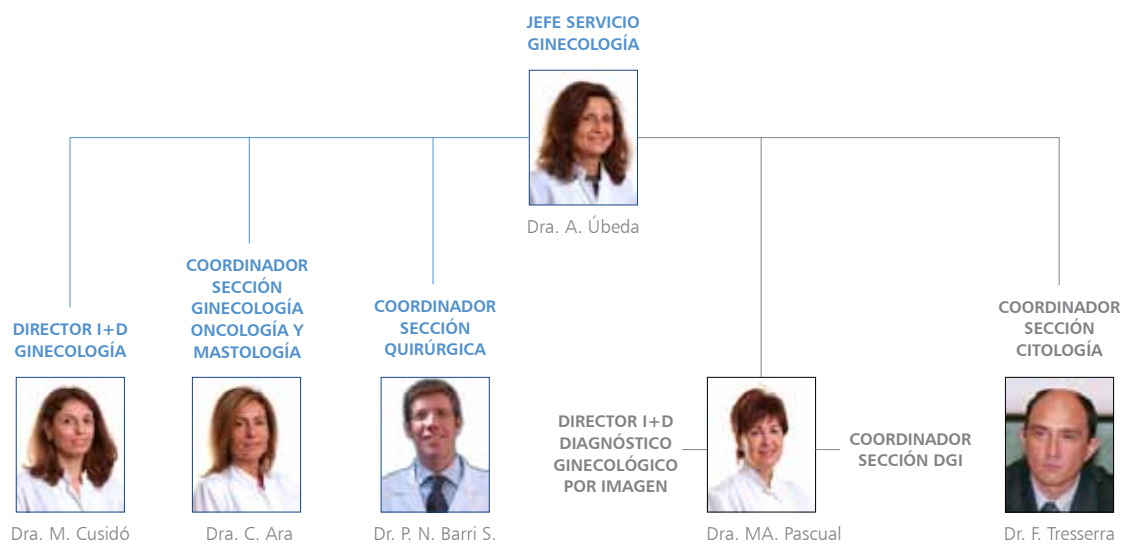 JEFE SERVICIO
GINECOLOGÍA
Dra. A. Úbeda
DIRECTOR I+D
GINECOLOGÍA
Dra. M. Cusidó
COORDINADOR
SECCIÓN
GINECOLOGÍA
ONCOLOGÍA Y
MASTOLOGÍA
Dra. C. Ara
COORDINADOR
SECCIÓN
QUIRÚRGICA
Dr. P. N. Barri S.
DIRECTOR I+D
DIAGNÓSTICO
GINECOLÓGICO
POR IMAGEN
COORDINADOR
SECCIÓN DGI
Dra. MA. Pascual
COORDINADOR
SECCIÓN
CITOLOGÍA
Dr. F. Tresserra